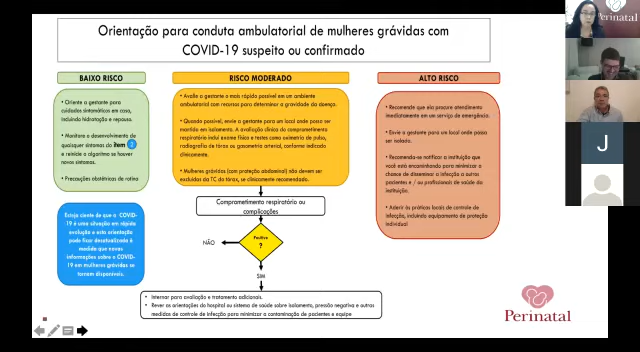 Orientação para conduta ambulatorial de mulheres grávidas com
COVID-19 suspeito ou confirmado
BAIXO RISCO
• Oriente a gestante para
cuidados sintomáticos em casa,
incluindo hidratação e repouso.
• Monitore o desenvolvimento de
quaisquer sintomas do item 2
e reinicie o algoritmo se houver
novos sintomas.
• Precauções obstétricas de rotina
Esteja ciente de que a COVID-
19 é uma situação em rápida
evolução e esta orientação
pode ficar desatualizada à
medida que novas
informações sobre o COVID-
19 em mulheres grávidas se
tornam disponíveis.
RISCO MODERADO
• Avalie a gestante o mais rápido possível em um ambiente
ambulatorial com recursos para determinar a gravidade da doença.
• Quando possível, envie a gestante para um local onde possa ser
mantida em isolamento. A avaliação clínica do comprometimento
respiratório inclui exame físico e testes como oximetria de pulso,
radiografia de tórax ou gasometria arterial, conforme indicado
clinicamente.
• Mulheres grávidas (com proteção abdominal) não devem ser
excluídas da TC do tórax, se clinicamente recomendado.
Comprometimento respiratório ou
complicações
Positivo
?
NÃO
SIM
• Internar para avaliação e tratamento adicionais.
• Rever as orientações do hospital ou sistema de saúde sobre isolamento, pressão negativa e outras
medidas de controle de infecção para minimizar a contaminação de pacientes e equipe
ALTO RISCO
• Recomende que ela procure atendimento
imediatamente em um serviço de emergência.
• Envie a gestante para um local onde possa
ser isolada.
• Recomenda-se notificar a instituição que
você está encaminhando para minimizar a
chance de disseminar a infecção a outros
pacientes e / ou profissionais de saúde da
instituição.
• Aderir às práticas locais de controle de
infecção, incluindo equipamento de proteção
individual
Perinatal
Perinatal
J